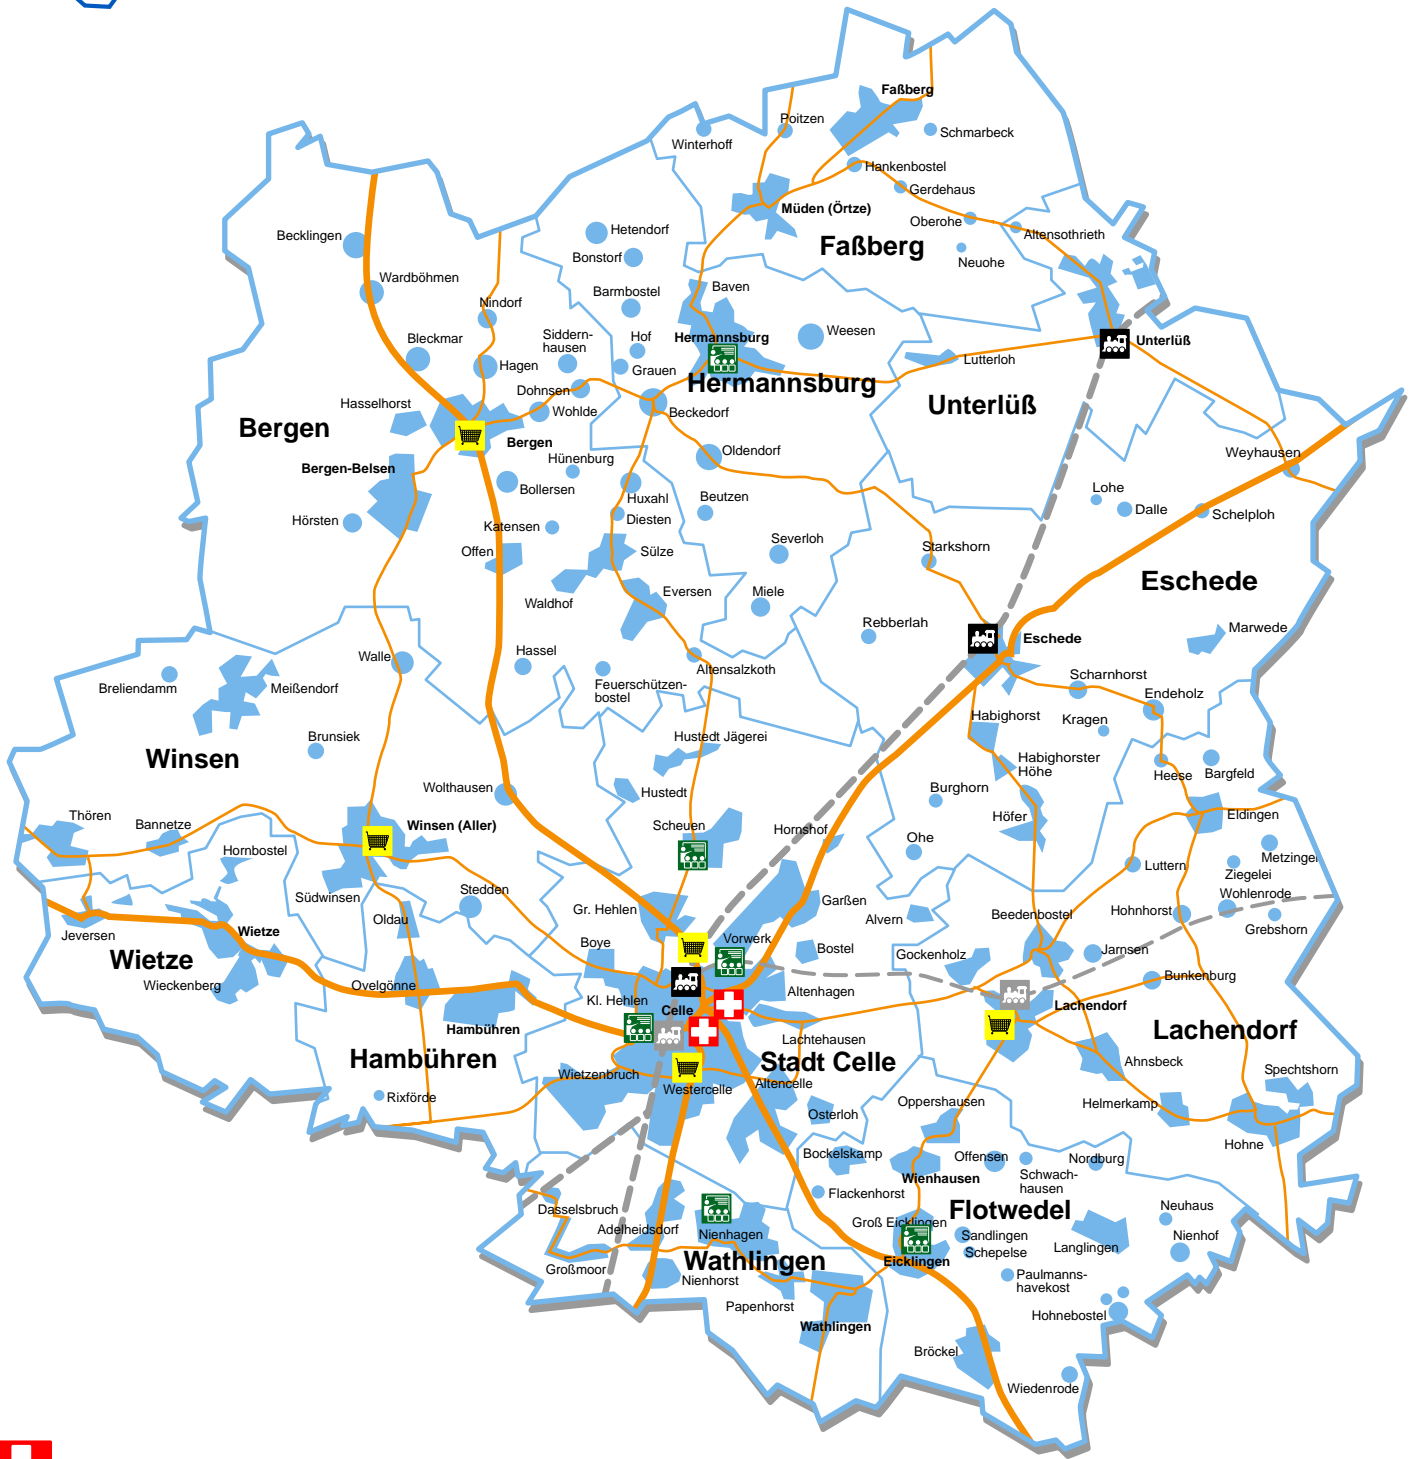 Faßberg
Poitzen
Schmarbeck
Winterhoff
Hankenbostel
Gerdehaus
Müden (Örtze)
Oberohe
Altensothrieth
Hetendorf
Becklingen
Faßberg
Bonstorf
Neuohe
Wardböhmen
Baven
Barmbostel
Nindorf
Weesen
Siddern-
hausen
Hof
Hermannsburg
Bleckmar
Unterlüß
Hagen
Grauen
Lutterloh
Hermannsburg
Dohnsen
Hasselhorst
Wohlde
Beckedorf
Unterlüß
Bergen
Bergen
Oldendorf
Weyhausen
Hünenburg
Bergen-Belsen
Bollersen
Lohe
Huxahl
Beutzen
Dalle
Schelploh
Hörsten
Katensen
Diesten
Severloh
Starkshorn
Offen
Sülze
Eschede
Waldhof
Eversen
Miele
Rebberlah
Marwede
Eschede
Walle
Hassel
Altensalzkoth
Scharnhorst
Breliendamm
Meißendorf
Feuerschützen-
bostel
Endeholz
Habighorst
Kragen
Brunsiek
Hustedt Jägerei
Winsen
Habighorster
Höhe
Heese
Bargfeld
Wolthausen
Hustedt
Burghorn
Thören
Bannetze
Winsen (Aller)
Scheuen
Hornshof
Höfer
Eldingen
Ohe
Hornbostel
Luttern
Metzingen
Ziegelei
Wohlenrode
Südwinsen
Stedden
Garßen
Oldau
Gr. Hehlen
Alvern
Beedenbostel
Hohnhorst
Grebshorn
Jeversen
Wietze
Boye
Vorwerk
Bostel
Gockenholz
Jarnsen
Wietze
Bunkenburg
Wieckenberg
Ovelgönne
Kl. Hehlen
Altenhagen
Celle
Lachendorf
Hambühren
Lachtehausen
Lachendorf
Hambühren
Stadt Celle
Ahnsbeck
Wietzenbruch
Westercelle
Altencelle
Spechtshorn
Rixförde
Oppershausen
Helmerkamp
Osterloh
Hohne
Bockelskamp
Offensen
Nordburg
Wienhausen
Schwach-
hausen
Flackenhorst
Dasselsbruch
Flotwedel
Neuhaus
Groß Eicklingen
Adelheidsdorf
Nienhagen
Sandlingen
Nienhof
Schepelse
Langlingen
Wathlingen
Eicklingen
Großmoor
Nienhorst
Paulmanns-
havekost
Papenhorst
Hohnebostel
Wathlingen
Bröckel
Wiedenrode